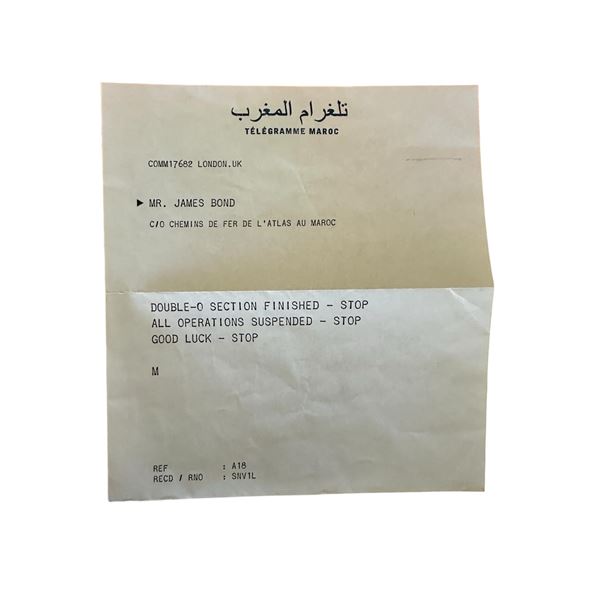 تلغرام المغرب
TÉLÉGRAMME MAROC
COMM17682 LONDON.UK
▶ MR. JAMES BOND
C/O CHEMINS DE FER DE L'ATLAS AU MAROC
DOUBLE-O SECTION FINISHED – STOP
ALL OPERATIONS SUSPENDED – STOP
GOOD LUCK – STOP
M
REF : A18
RECD / RNO : SNV1L